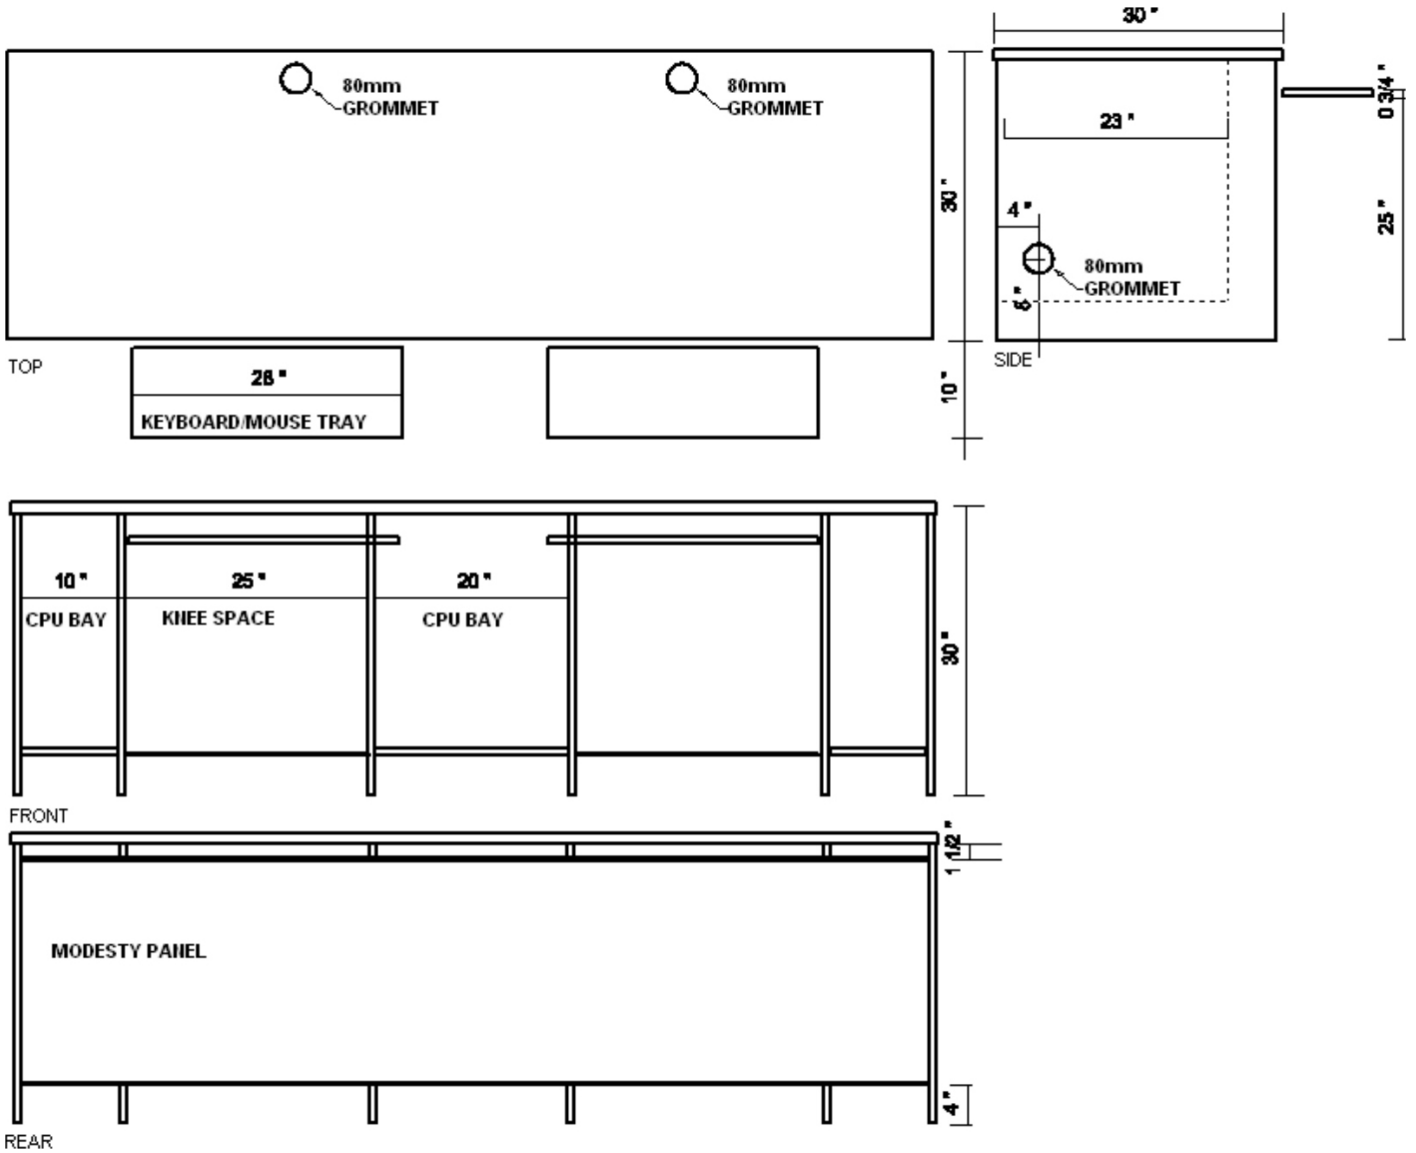 30 "
80mm
GROMMET
80mm
GROMMET
0 3/4 "
23 "
30 "
4 "
25 "
80mm
GROMMET
6 "
TOP
SIDE
28 "
10 "
KEYBOARD/MOUSE TRAY
10 "
25 "
20 "
CPU BAY
KNEE SPACE
CPU BAY
30 "
FRONT
1 1/2 "
MODESTY PANEL
4 "
REAR